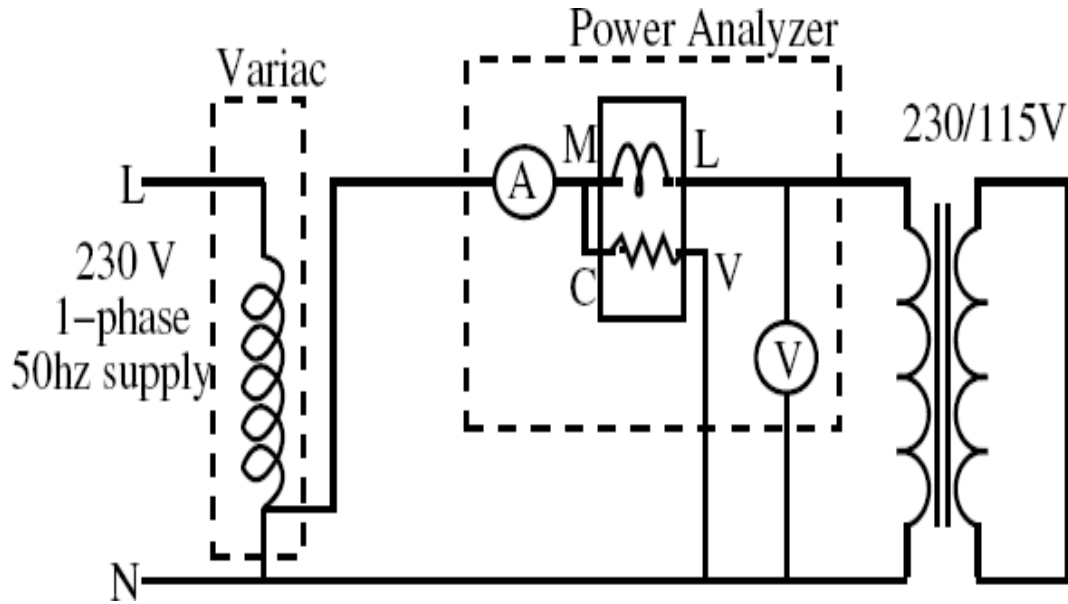 Power Analyzer
Variac
230/115V
M
L
A
L
230 V
1-phase
50hz supply
C
V
V
N